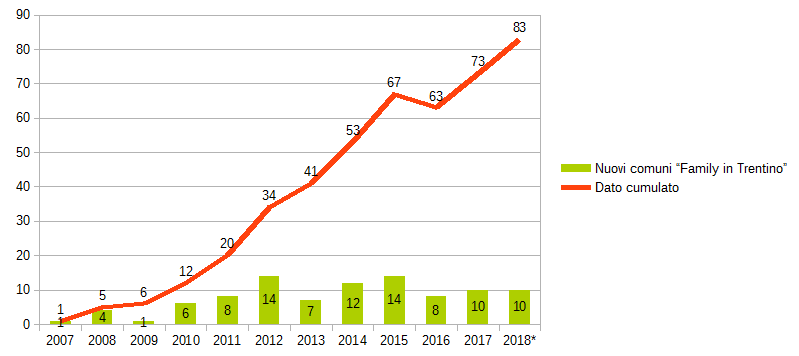 90
80
70
60
50
40
30
20
10
0
1 5 6 12 20 34 41 53 67 63 73 83
1 4 1 6 8 14 7 12 14 8 10 10
2007 2008 2009 2010 2011 2012 2013 2014 2015 2016 2017 2018*
Nuovi comuni “Family in Trentino”
Dato cumulato